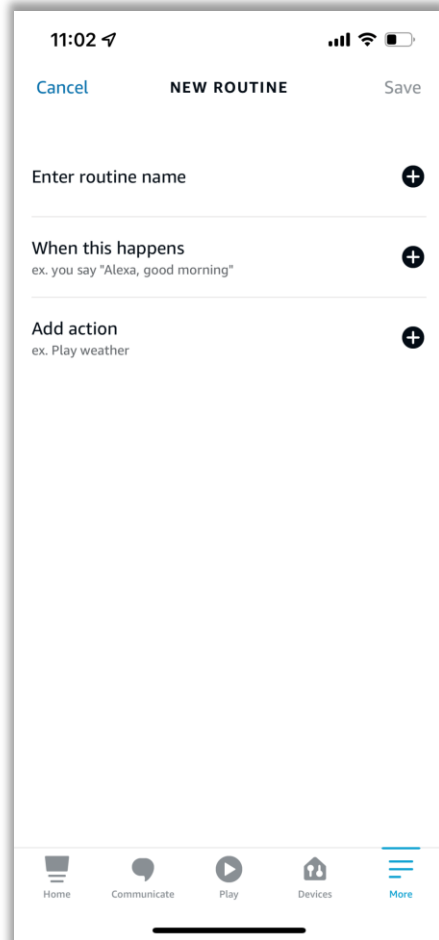 11:02
Cancel NEW ROUTINE Save
Enter routine name
When this happens
ex. you say "Alexa, good morning"
Add action
ex. Play weather
Home Communicate Play Devices More